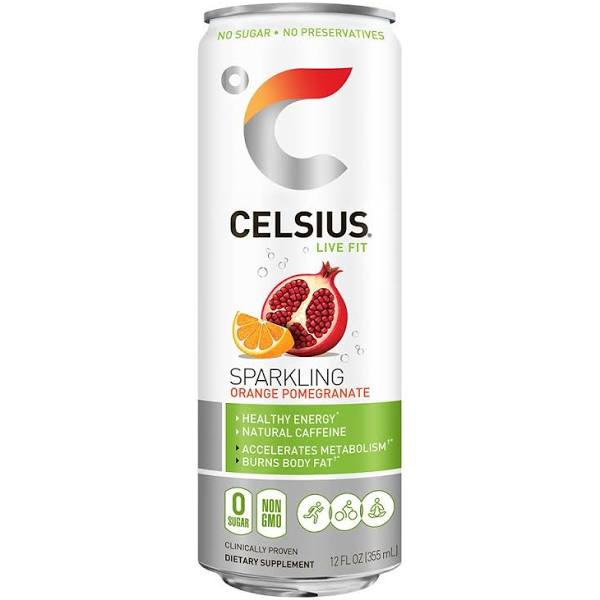 NO SUGAR • NO PRESERVATIVES
CELSIUS®
LIVE FIT
SPARKLING
ORANGE POMEGRANATE
HEALTHY ENERGY*
NATURAL CAFFEINE
ACCELERATES METABOLISM†*
BURNS BODY FAT†*
0
SUGAR
NON
GMO
CLINICALLY PROVEN
DIETARY SUPPLEMENT
12 FL OZ (355 mL)